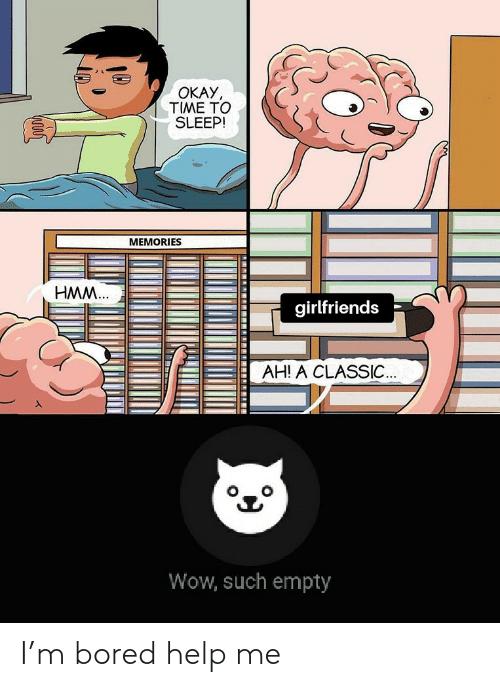 OKAY,
TIME TO
SLEEP!
MEMORIES
HMM...
girlfriends
AH! A CLASSIC...
Wow, such empty
I’m bored help me